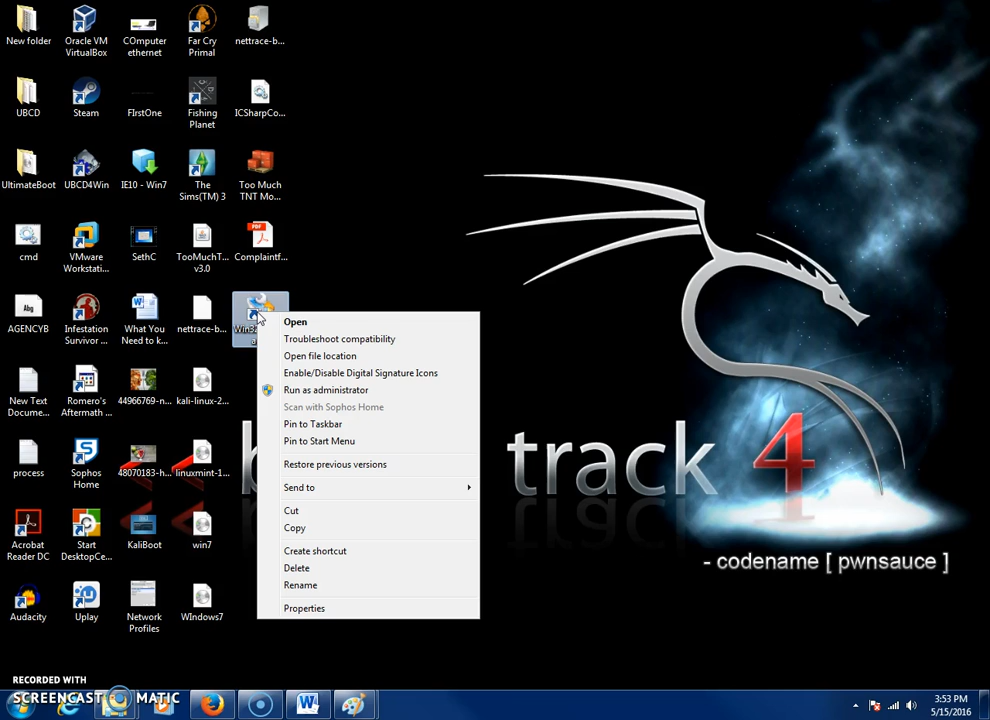 New folder
Oracle VM
VirtualBox
COmputer
ethernet
Far Cry
Primal
nettrace-b...
UBCD
Steam
FIrstOne
Fishing
Planet
ICSharpCo...
UltimateBoot
UBCD4Win
IE10 - Win7
The
Sims(TM) 3
Too Much
TNT Mo...
cmd
VMware
Workstati...
SethC
TooMuchT...
v3.0
PDF
Complaintf...
Abg
AGENCYB
Infestation
Survivor ...
What You
Need to k...
nettrace-b...
New Text
Docume...
Romero's
Aftermath ...
44966769-n...
kali-linux-2...
process
Sophos
Home
48070183-h...
linuxmint-1...
Acrobat
Reader DC
Start
DesktopCe...
KaliBoot
win7
Audacity
Uplay
Network
Profiles
WIndows7
Open
Troubleshoot compatibility
Open file location
Enable/Disable Digital Signature Icons
Run as administrator
Scan with Sophos Home
Pin to Taskbar
Pin to Start Menu
Restore previous versions
Send to
Cut
Copy
Create shortcut
Delete
Rename
Properties
track 4
- codename [ pwnsauce ]
RECORDED WITH
SCREENCAST MATIC
3:53 PM
5/15/2016